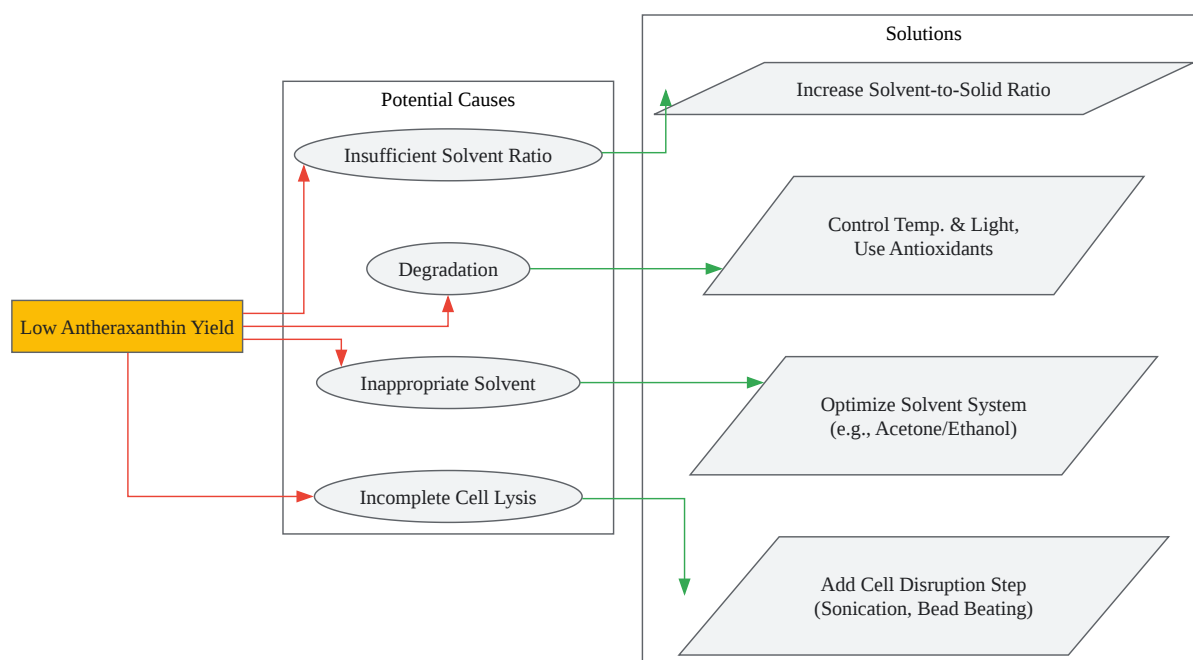 Low Antheraxanthin Yield
Potential Causes
Insufficient Solvent Ratio
Degradation
Inappropriate Solvent
Incomplete Cell Lysis
Solutions
Increase Solvent-to-Solid Ratio
Control Temp. & Light,
Use Antioxidants
Optimize Solvent System
(e.g., Acetone/Ethanol)
Add Cell Disruption Step
(Sonication, Bead Beating)